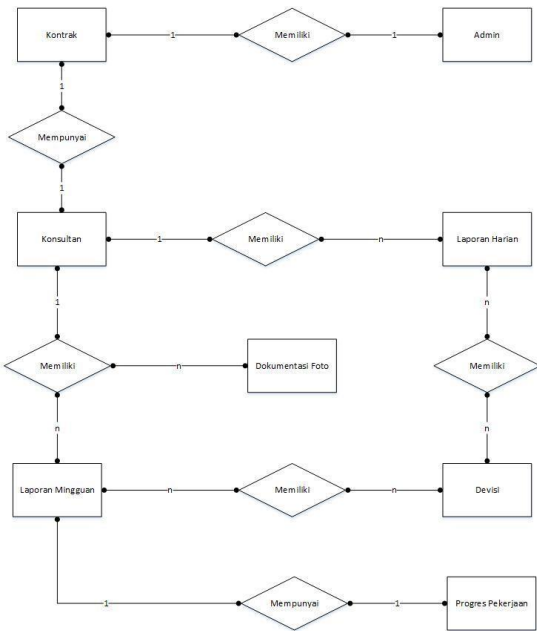 Kontrak
1
Memiliki
1
Admin
1
Mempunyai
1
Konsultan
1
Memiliki
n
Laporan Harian
1
n
Memiliki
n
Dokumentasi Foto
Memiliki
n
n
Laporan Mingguan
n
Memiliki
n
Devisi
1
Mempunyai
1
Progres Pekerjaan